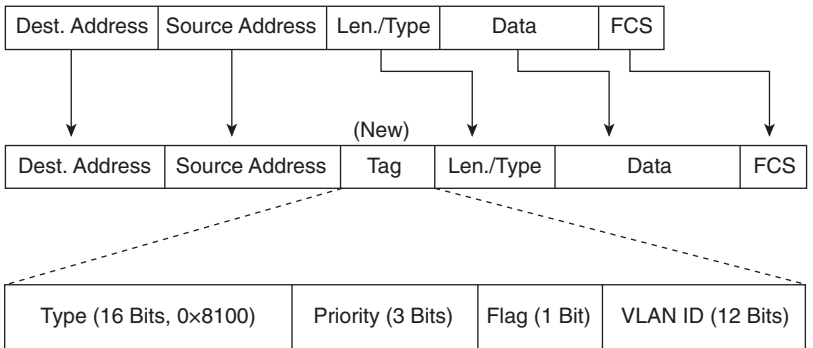 Dest. Address Source Address Len./Type Data FCS
(New)
Dest. Address Source Address Tag Len./Type Data FCS
Type (16 Bits, 0×8100) Priority (3 Bits) Flag (1 Bit) VLAN ID (12 Bits)